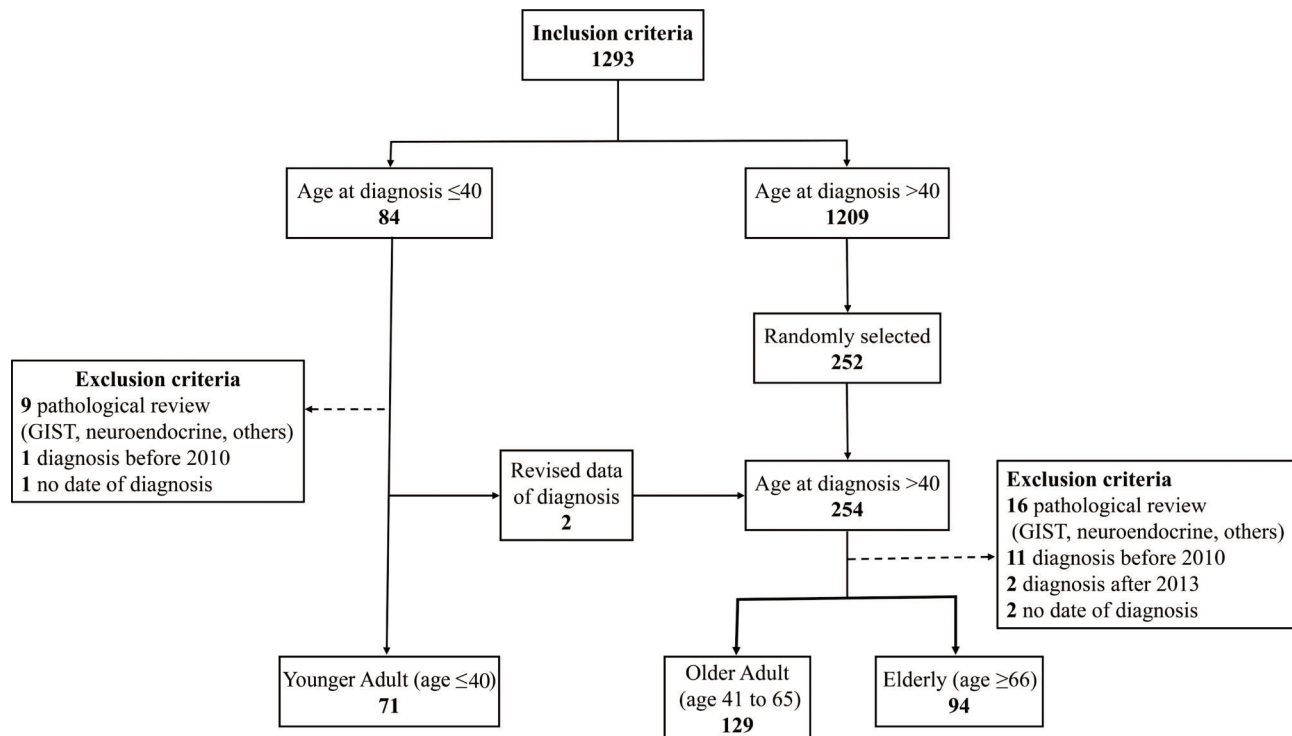 Inclusion criteria
1293
Age at diagnosis ≤40
84
Age at diagnosis >40
1209
Randomly selected
252
Exclusion criteria
9 pathological review
(GIST, neuroendocrine, others)
1 diagnosis before 2010
1 no date of diagnosis
Revised data
of diagnosis
2
Age at diagnosis >40
254
Exclusion criteria
16 pathological review
(GIST, neuroendocrine, others)
11 diagnosis before 2010
2 diagnosis after 2013
2 no date of diagnosis
Younger Adult (age ≤40)
71
Older Adult
(age 41 to 65)
129
Elderly (age ≥66)
94